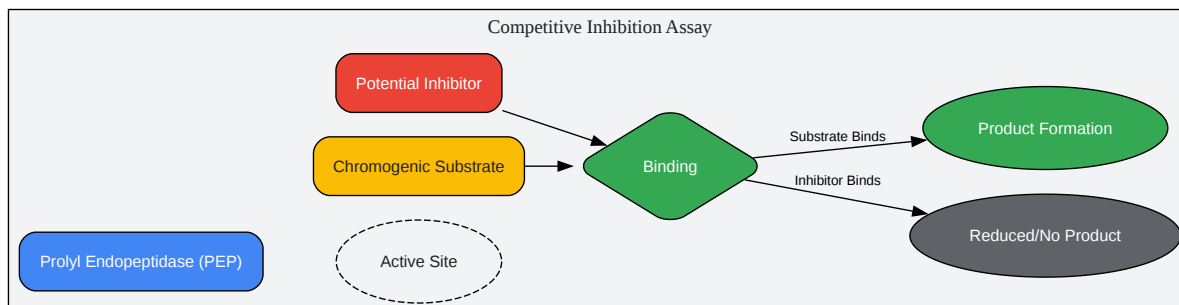 Competitive Inhibition Assay
Potential Inhibitor
Chromogenic Substrate
Binding
Substrate Binds
Inhibitor Binds
Product Formation
Reduced/No Product
Prolyl Endopeptidase (PEP)
Active Site